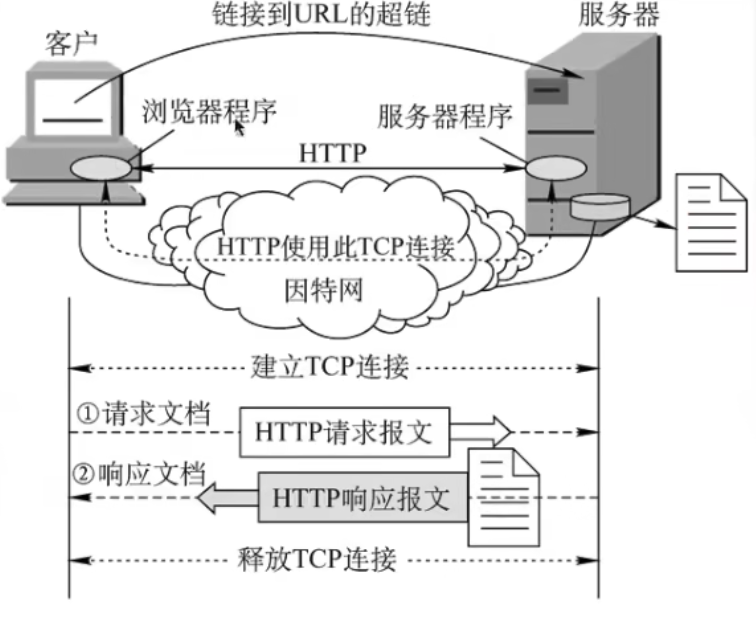 链接到URL的超链
服务器
客户
浏览器程序
服务器程序
HTTP
HTTP使用此TCP连接
因特网
建立TCP连接
①请求文档
HTTP请求报文
②响应文档
HTTP响应报文
释放TCP连接